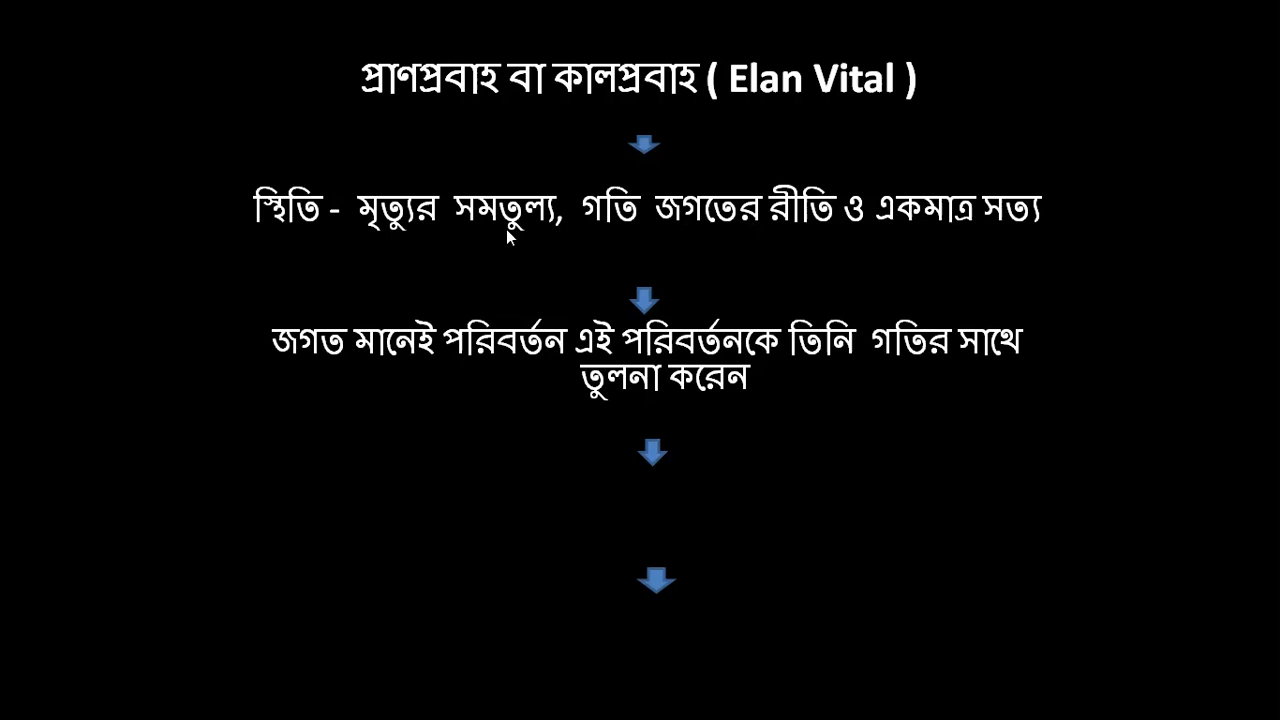 প্রাণপ্রবাহ বা কালপ্রবাহ ( Elan Vital )
স্থিতি - মৃত্যুর সমতুল্য, গতি জগতের রীতি ও একমাত্র সত্য
জগত মানেই পরিবর্তন এই পরিবর্তনকে তিনি গতির সাথে
তুলনা করেন